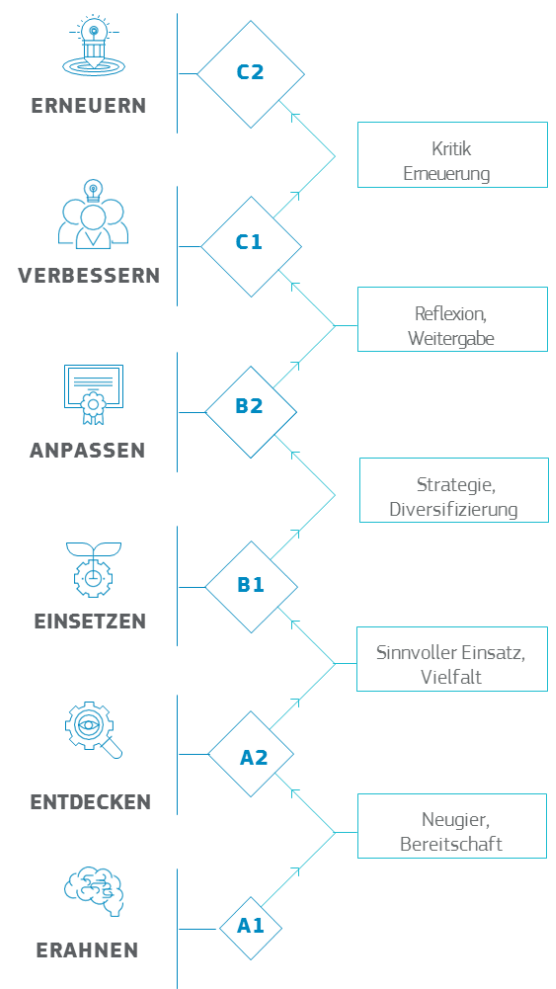 C2
ERNEUERN
Kritik
Erneuerung
C1
VERBESSERN
Reflexion,
Weitergabe
B2
ANPASSEN
Strategie,
Diversifizierung
B1
EINSETZEN
Sinnvoller Einsatz,
Vielfalt
A2
ENTDECKEN
Neugier,
Bereitschaft
A1
ERAHNEN